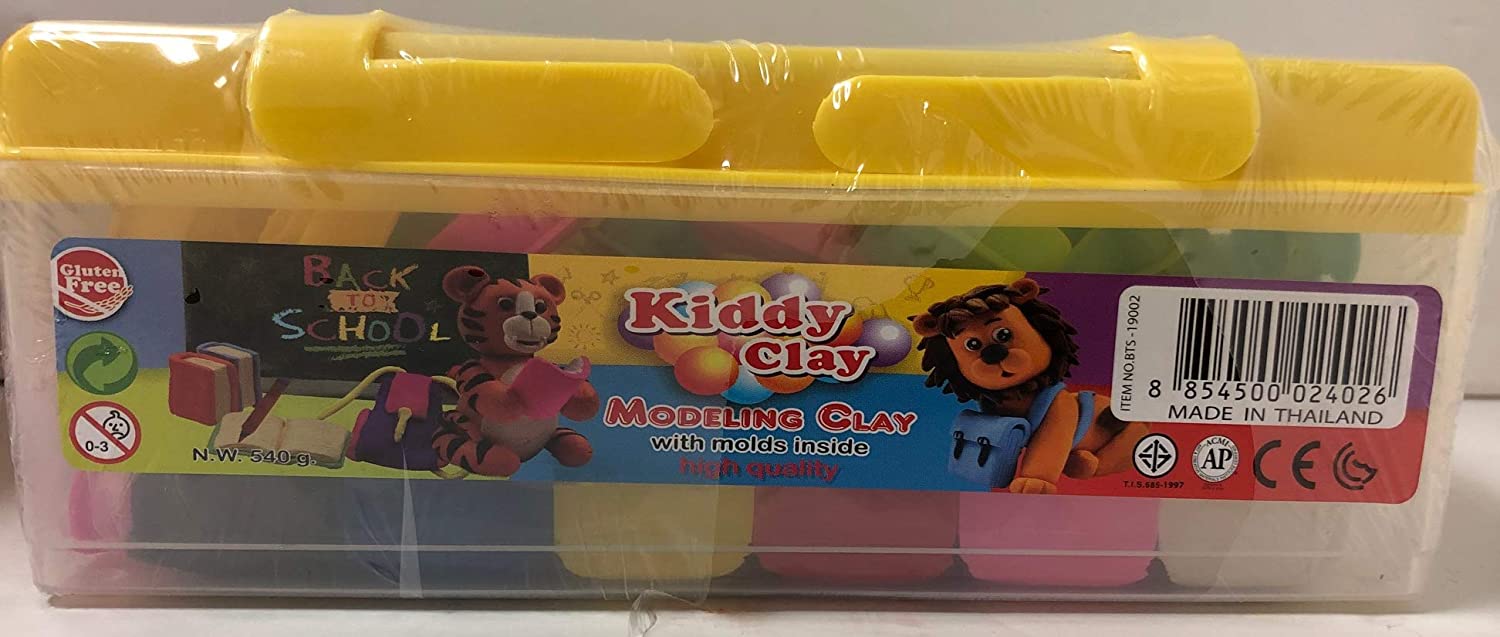 Gluten
Free
BACK
TO
SCHOOL
0-3
N.W. 540 g.
Kiddy
Clay
MODELING CLAY
with molds inside
high quality
ITEM NO.BTS -19002
8 854500 024026
MADE IN THAILAND
T.I.S.685-1997
ACMI
AP
CE